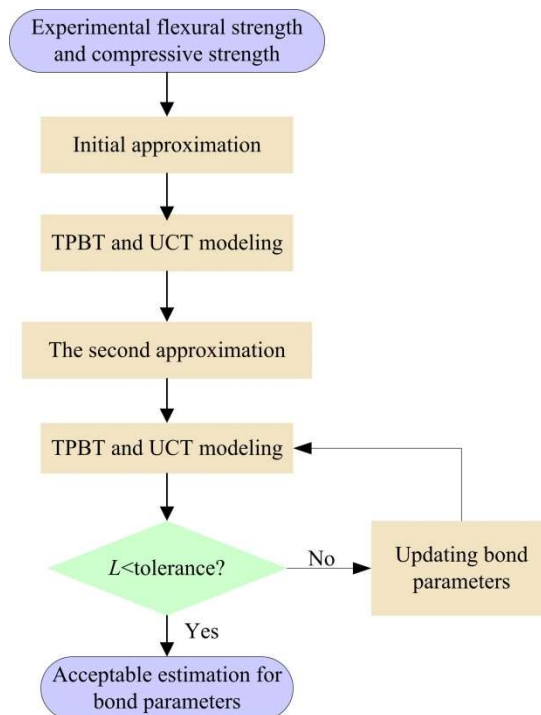 Experimental flexural strength
and compressive strength
Initial approximation
TPBT and UCT modeling
The second approximation
TPBT and UCT modeling
L<tolerance?
No
Updating bond
parameters
Yes
Acceptable estimation for
bond parameters